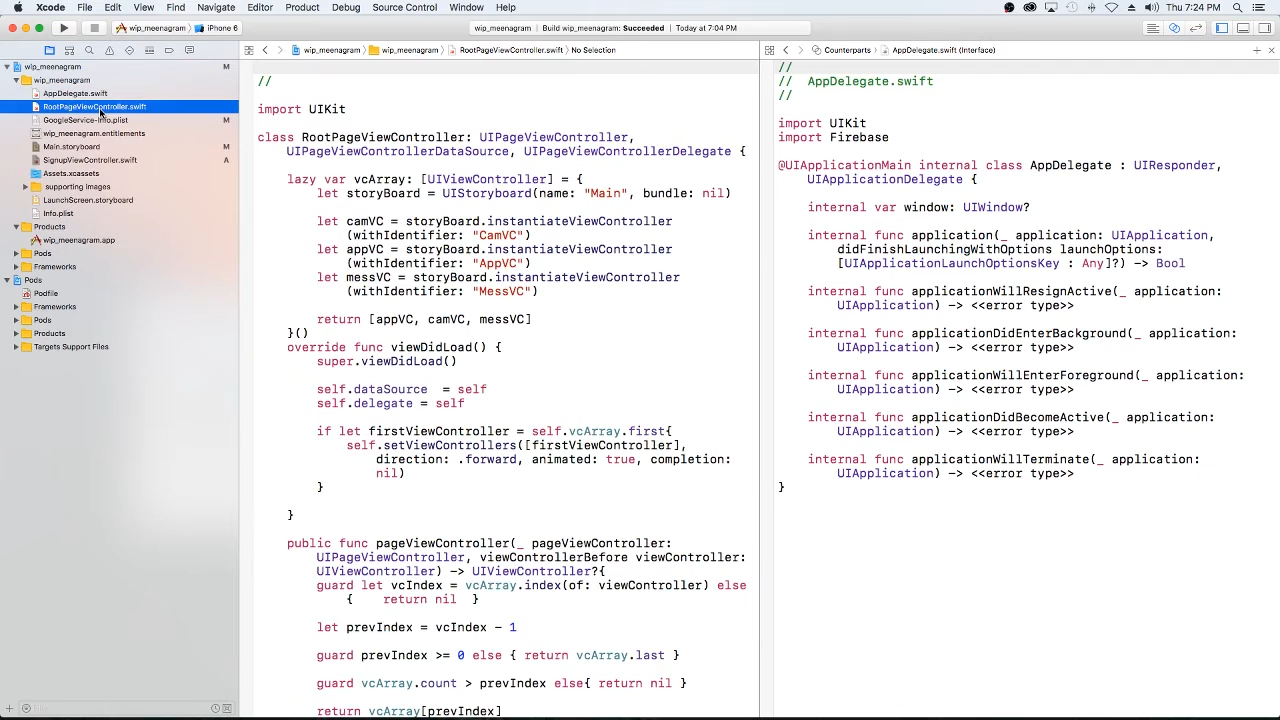 Xcode File Edit View Find Navigate Editor Product Debug Source Control Window Help Thu 7:24 PM
wip_meenagram iPhone 6 wip_meenagram Build wip_meenagram: Succeeded Today at 7:04 PM
wip_meenagram wip_meenagram RootPageViewController.swift No Selection
Counterparts AppDelegate.swift (Interface)
wip_meenagram M
wip_meenagram
AppDelegate.swift
RootPageViewController.swift
GoogleService-Info.plist M
wip_meenagram.entitlements
Main.storyboard M
SignupViewController.swift A
Assets.xcassets
supporting images
LaunchScreen.storyboard
Info.plist
Products
wip_meenagram.app
Pods
Frameworks
Pods
Podfile
Frameworks
Pods
Products
Targets Support Files
Filter
//
import UIKit
class RootPageViewController: UIPageViewController,
UIPageViewControllerDataSource, UIPageViewControllerDelegate {
lazy var vcArray: [UIViewController] = {
let storyBoard = UIStoryboard(name: "Main", bundle: nil)
let camVC = storyBoard.instantiateViewController
(withIdentifier: "CamVC")
let appVC = storyBoard.instantiateViewController
(withIdentifier: "AppVC")
let messVC = storyBoard.instantiateViewController
(withIdentifier: "MessVC")
return [appVC, camVC, messVC]
}()
override func viewDidLoad() {
super.viewDidLoad()
self.dataSource  = self
self.delegate = self
if let firstViewController = self.vcArray.first{
self.setViewControllers([firstViewController],
direction: .forward, animated: true, completion:
nil)
}
}
public func pageViewController(_ pageViewController:
UIPageViewController, viewControllerBefore viewController:
UIViewController) -> UIViewController?{
guard let vcIndex = vcArray.index(of: viewController) else
{    return nil  }
let prevIndex = vcIndex - 1
guard prevIndex >= 0 else { return vcArray.last }
guard vcArray.count > prevIndex else{ return nil }
return vcArray[prevIndex]
//
//  AppDelegate.swift
//
import UIKit
import Firebase
@UIApplicationMain internal class AppDelegate : UIResponder,
UIApplicationDelegate {
internal var window: UIWindow?
internal func application(_ application: UIApplication,
didFinishLaunchingWithOptions launchOptions:
[UIApplicationLaunchOptionsKey : Any]?) -> Bool
internal func applicationWillResignActive(_ application:
UIApplication) -> <<error type>>
internal func applicationDidEnterBackground(_ application:
UIApplication) -> <<error type>>
internal func applicationWillEnterForeground(_ application:
UIApplication) -> <<error type>>
internal func applicationDidBecomeActive(_ application:
UIApplication) -> <<error type>>
internal func applicationWillTerminate(_ application:
UIApplication) -> <<error type>>
}